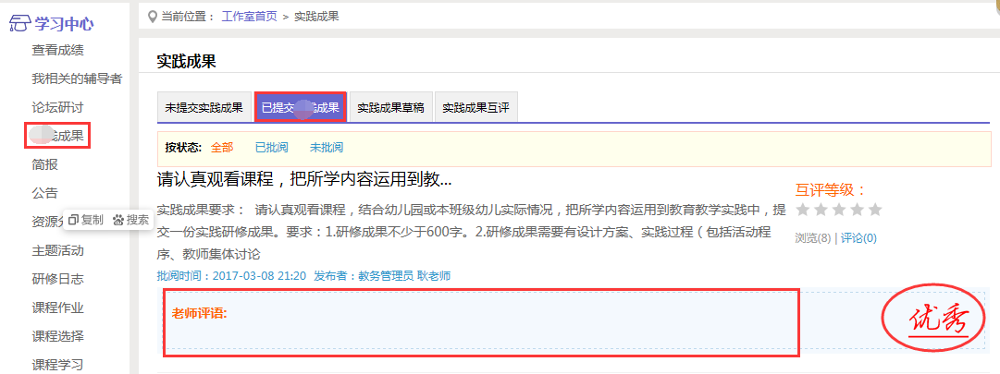 学习中心
查看成绩
我相关的辅导者
论坛研讨
成果
简报
公告
资源
复制 搜索
主题活动
研修日志
课程作业
课程选择
课程学习
当前位置： 工作室首页 > 实践成果
实践成果
未提交实践成果 已提交 成果 实践成果草稿 实践成果互评
按状态: 全部 已批阅 未批阅
请认真观看课程，把所学内容运用到教...
实践成果要求： 请认真观看课程，结合幼儿园或本班级幼儿实际情况，把所学内容运用到教育教学实践中，提
交一份实践研修成果。要求：1.研修成果不少于600字。2.研修成果需要有设计方案、实践过程（包括活动程
序、教师集体讨论
批阅时间：2017-03-08 21:20 发布者：教务管理员 耿老师
互评等级：
浏览(8) | 评论(0)
老师评语:
优秀